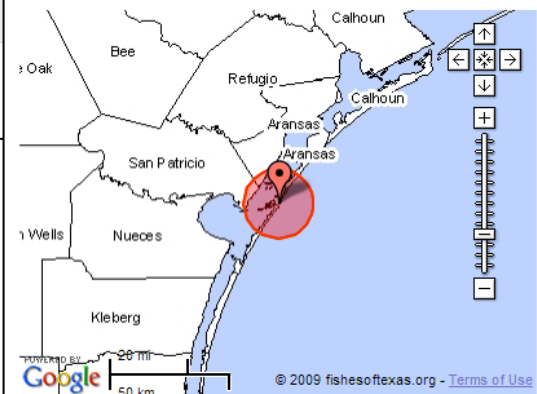 Calhoun
Bee
e Oak
Refugio
Calhoun
Aransas
Aransas
San Patricio
n Wells
Nueces
Kleberg
POWERED BY
Google
20 mi
50 km
© 2009 fishesoftexas.org - Terms of Use